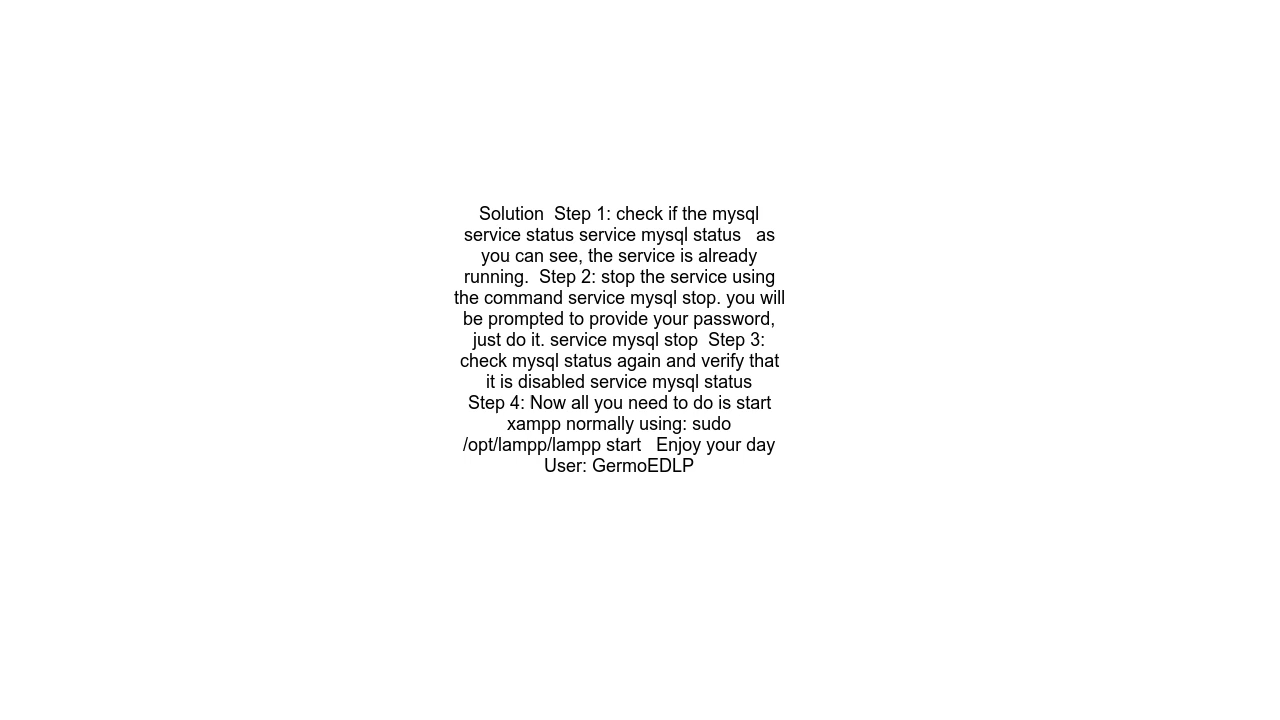 Solution  Step 1: check if the mysql
service status service mysql status   as
you can see, the service is already
running.  Step 2: stop the service using
the command service mysql stop. you will
be prompted to provide your password,
just do it. service mysql stop  Step 3:
check mysql status again and verify that
it is disabled service mysql status
Step 4: Now all you need to do is start
xampp normally using: sudo
/opt/lampp/lampp start   Enjoy your day
User: GermoEDLP